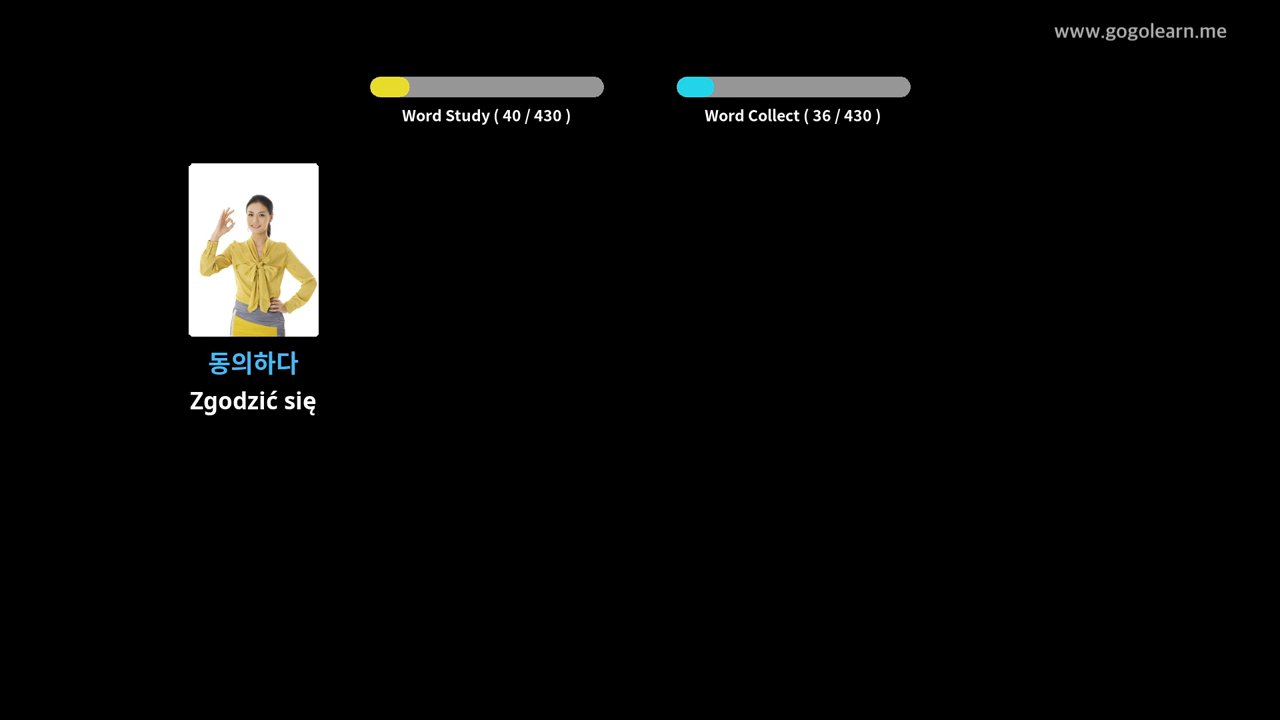 www.gogolearn.me
Word Study ( 40 / 430 )
Word Collect ( 36 / 430 )
동의하다
Zgodzić się